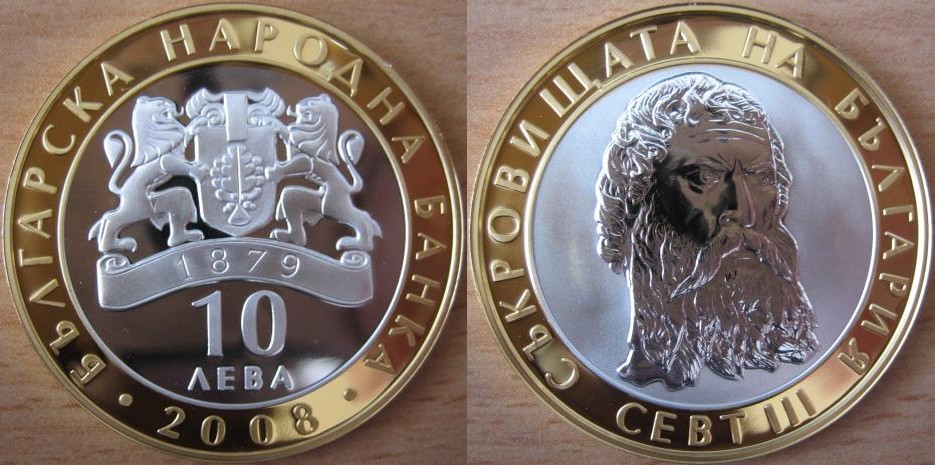 БЪЛГАРСКА НАРОДНА БАНКА
1879
10
ЛЕВА
• 2008 •
СЪКРОВИЩАТА НА БЪЛГАРИЯ
СЕВТ III